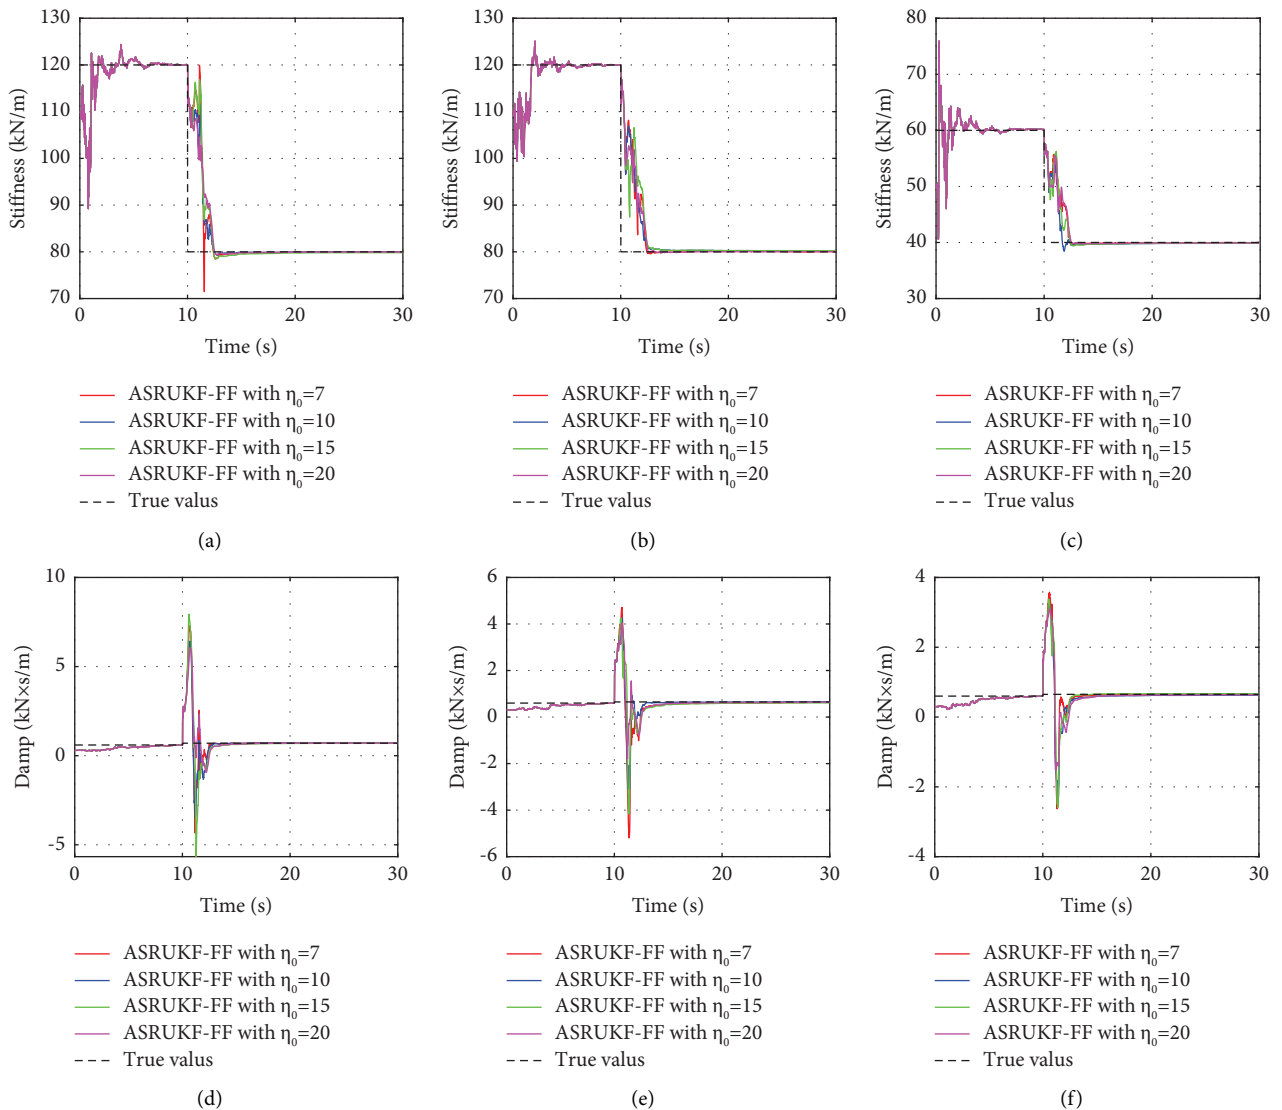 130
120
110
100
90
80
70
Stiffness (kN/m)
0
10
20
30
Time (s)
ASRUKF-FF with η0=7
ASRUKF-FF with η0=10
ASRUKF-FF with η0=15
ASRUKF-FF with η0=20
True valus
(a)
130
120
110
100
90
80
70
Stiffness (kN/m)
0
10
20
30
Time (s)
ASRUKF-FF with η0=7
ASRUKF-FF with η0=10
ASRUKF-FF with η0=15
ASRUKF-FF with η0=20
True valus
(b)
80
70
60
50
40
30
Stiffness (kN/m)
0
10
20
30
Time (s)
ASRUKF-FF with η0=7
ASRUKF-FF with η0=10
ASRUKF-FF with η0=15
ASRUKF-FF with η0=20
True valus
(c)
10
5
0
-5
Damp (kN×s/m)
0
10
20
30
Time (s)
ASRUKF-FF with η0=7
ASRUKF-FF with η0=10
ASRUKF-FF with η0=15
ASRUKF-FF with η0=20
True valus
(d)
6
4
2
0
-2
-4
-6
Damp (kN×s/m)
0
10
20
30
Time (s)
ASRUKF-FF with η0=7
ASRUKF-FF with η0=10
ASRUKF-FF with η0=15
ASRUKF-FF with η0=20
True valus
(e)
4
2
0
-2
-4
Damp (kN×s/m)
0
10
20
30
Time (s)
ASRUKF-FF with η0=7
ASRUKF-FF with η0=10
ASRUKF-FF with η0=15
ASRUKF-FF with η0=20
True valus
(f)